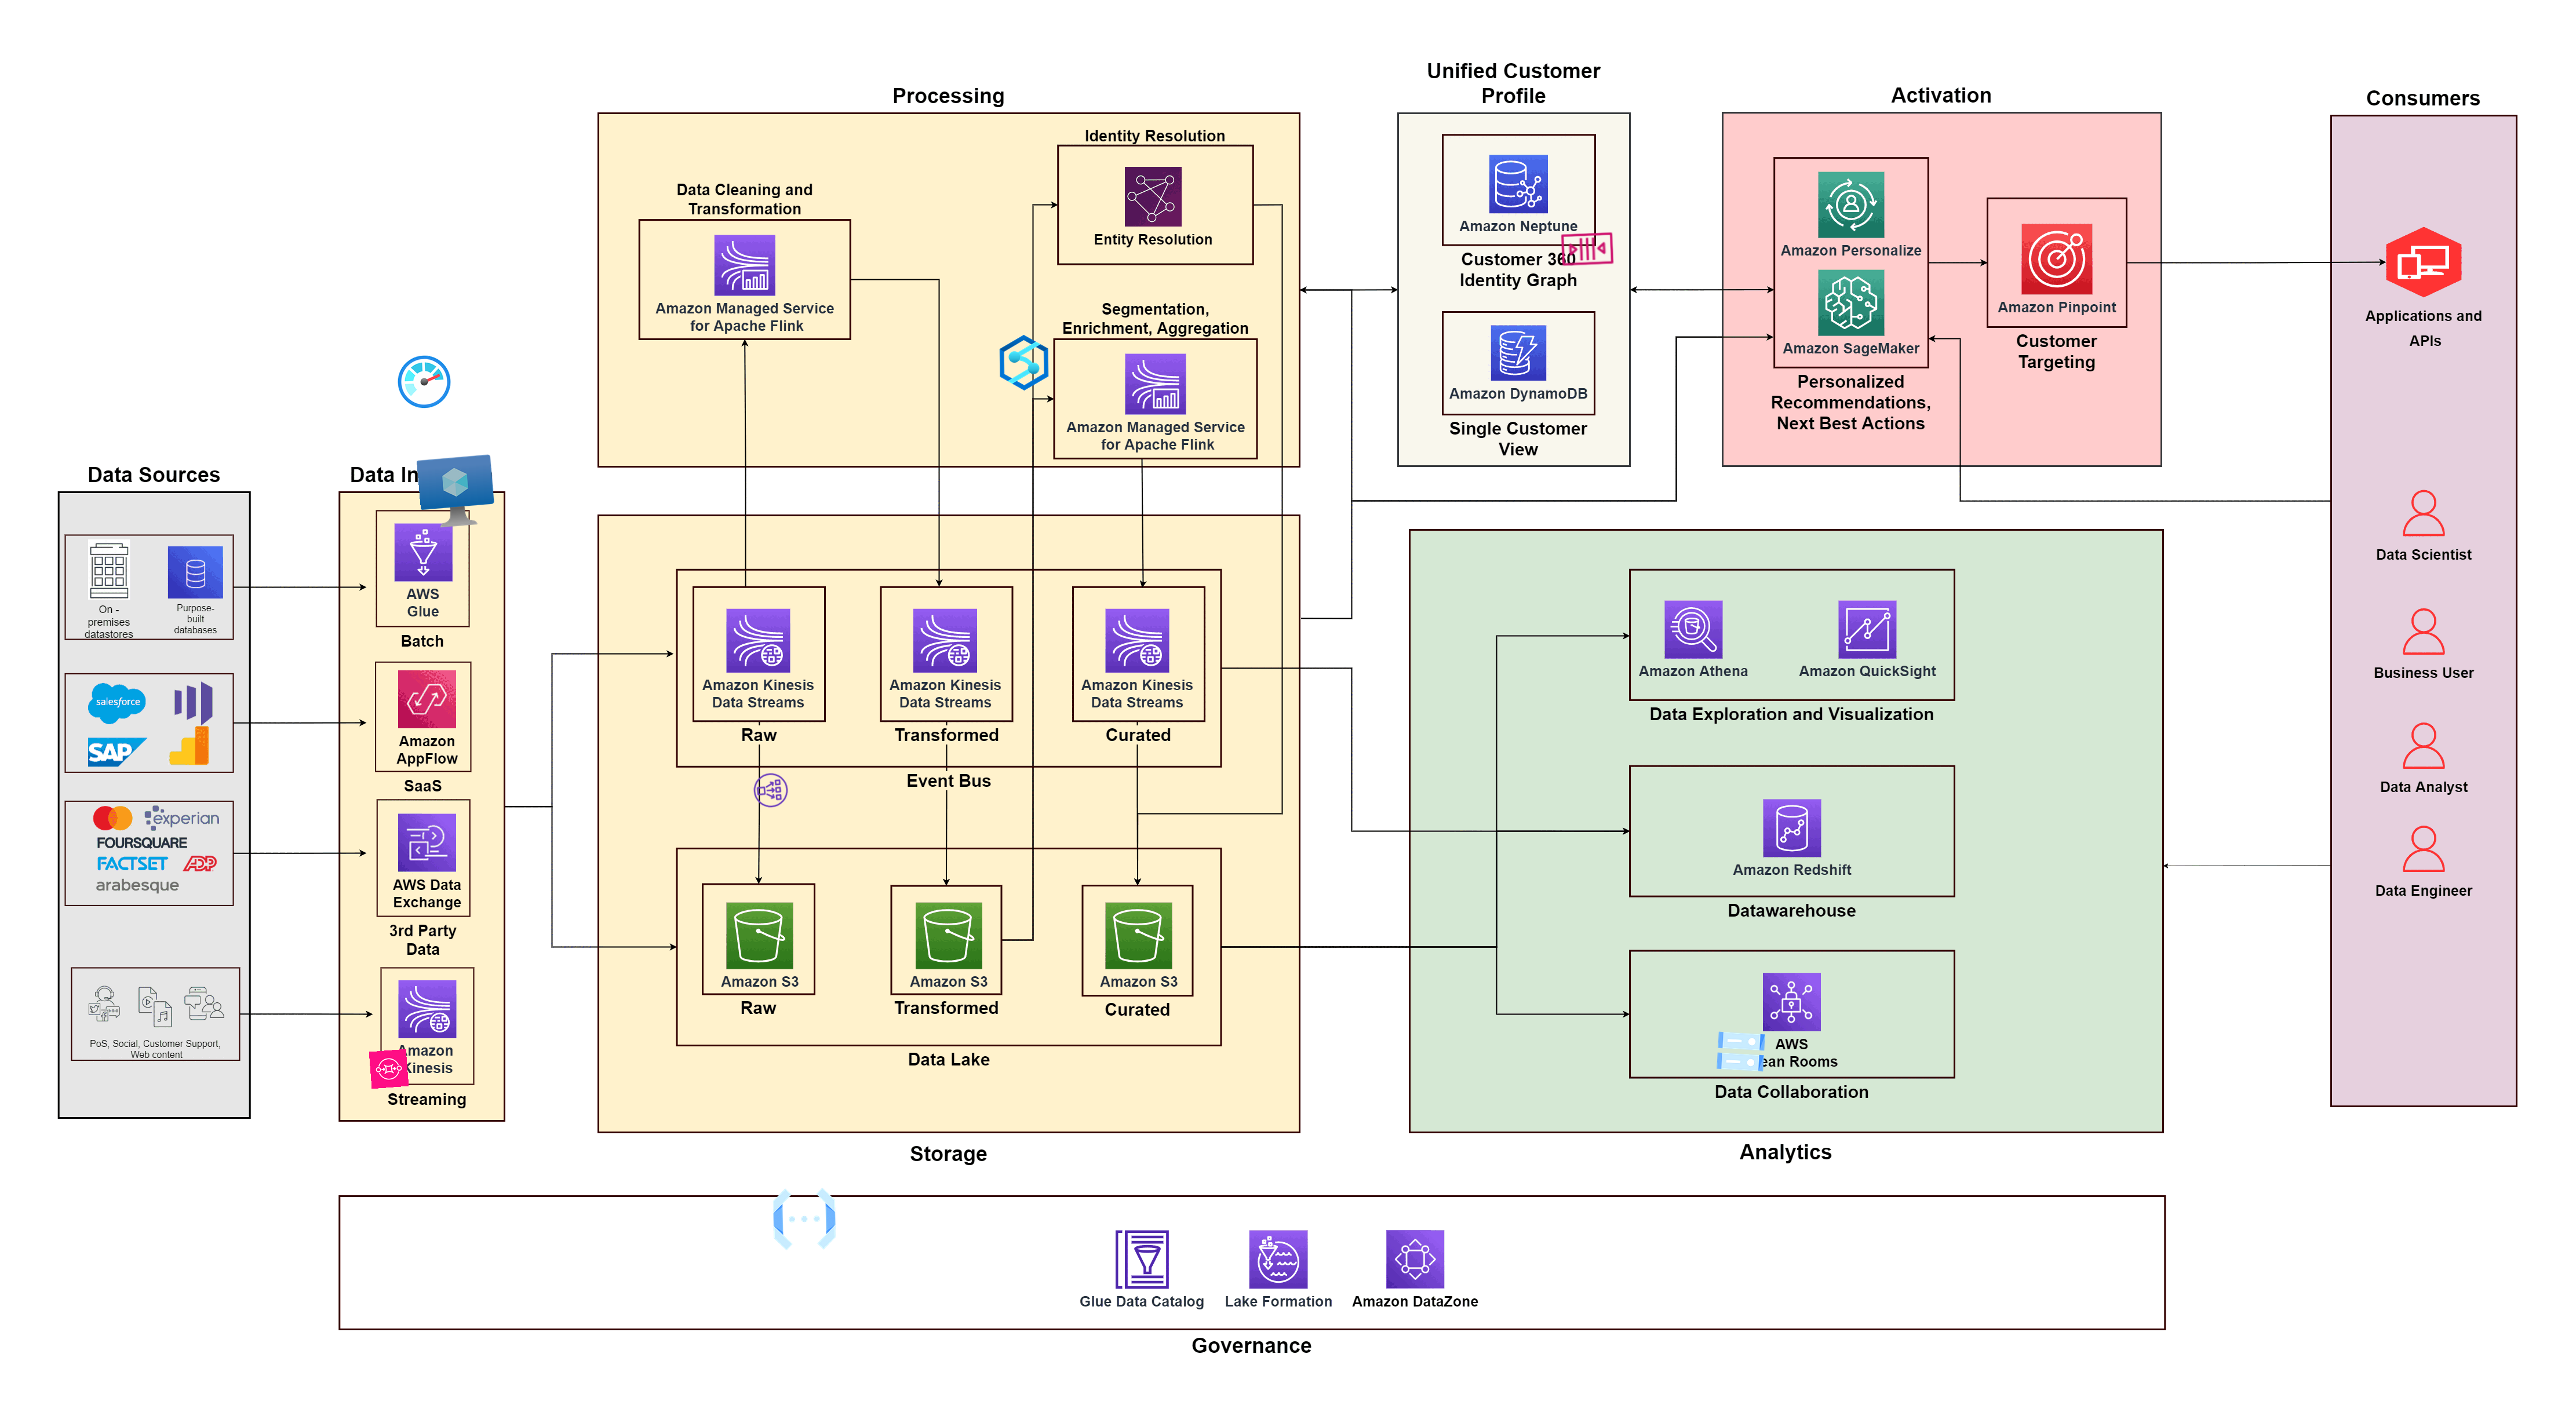 Data Sources
On -
premises
datastores
Purpose-
built
databases
salesforce
SAP
experian
FOURSQUARE
FACTSET
ADP
arabesque
PoS, Social, Customer Support,
Web content
Data
AWS
Glue
Batch
Amazon
AppFlow
SaaS
AWS Data
Exchange
3rd Party
Data
Amazon
Kinesis
Streaming
Processing
Data Cleaning and
Transformation
Amazon Managed Service
for Apache Flink
Identity Resolution
Entity Resolution
Segmentation,
Enrichment, Aggregation
Amazon Managed Service
for Apache Flink
Amazon Kinesis
Data Streams
Raw
Amazon Kinesis
Data Streams
Transformed
Amazon Kinesis
Data Streams
Curated
Event Bus
Amazon S3
Raw
Amazon S3
Transformed
Amazon S3
Curated
Data Lake
Storage
Unified Customer
Profile
Amazon Neptune
Customer 360
Identity Graph
Amazon DynamoDB
Single Customer
View
Activation
Amazon Personalize
Amazon SageMaker
Personalized
Recommendations,
Next Best Actions
Amazon Pinpoint
Customer
Targeting
Amazon Athena
Amazon QuickSight
Data Exploration and Visualization
Amazon Redshift
Datawarehouse
AWS
Rooms
Data Collaboration
Analytics
Consumers
Applications and
APIs
Data Scientist
Business User
Data Analyst
Data Engineer
Glue Data Catalog
Lake Formation
Amazon DataZone
Governance